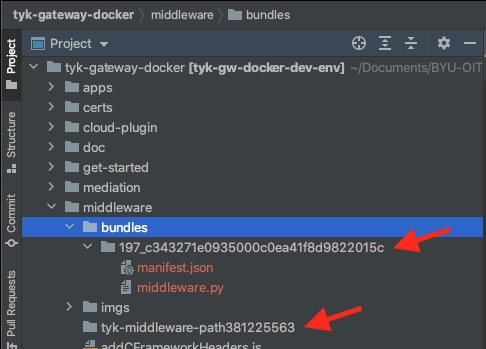 tyk-gateway-docker middleware bundles
Project
Project
tyk-gateway-docker [tyk-gw-docker-dev-env] ~/Documents/BYU-OIT
apps
certs
cloud-plugin
doc
get-started
mediation
middleware
bundles
197_c343271e0935000c0ea41f8d9822015c
manifest.json
middleware.py
imgs
tyk-middleware-path381225563
addCFrameworkHeaders.js
Structure
Commit
Pull Requests